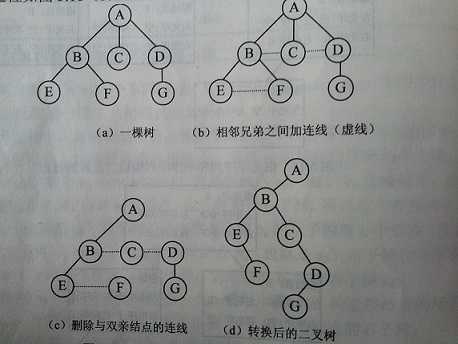 A
B C D
E F G
A
B C D
E F G
(a) 一棵树
(b) 相邻兄弟之间加连线（虚线）
A
B C D
E F G
A
B
E C
F D
G
(c) 删除与双亲结点的连线
(d) 转换后的二叉树